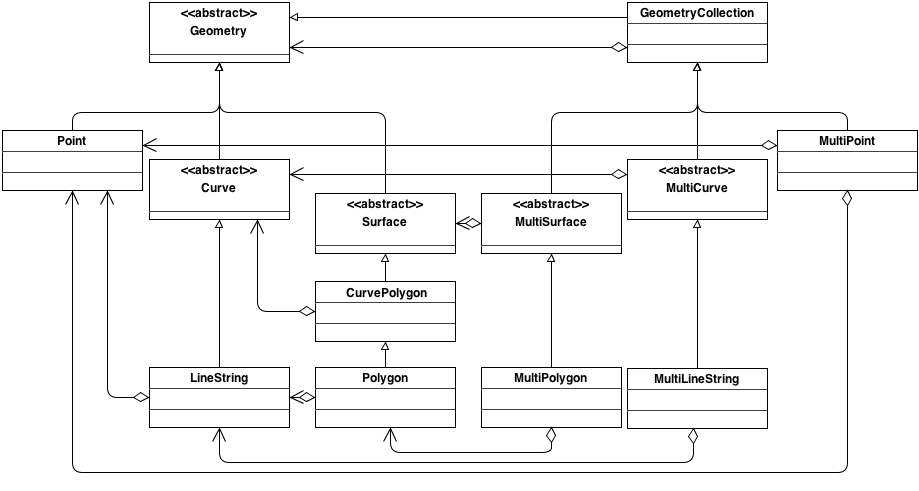 <<abstract>>
Geometry
GeometryCollection
Point
<<abstract>>
Curve
<<abstract>>
Surface
<<abstract>>
MultiSurface
<<abstract>>
MultiCurve
MultiPoint
CurvePolygon
LineString
Polygon
MultiPolygon
MultiLineString